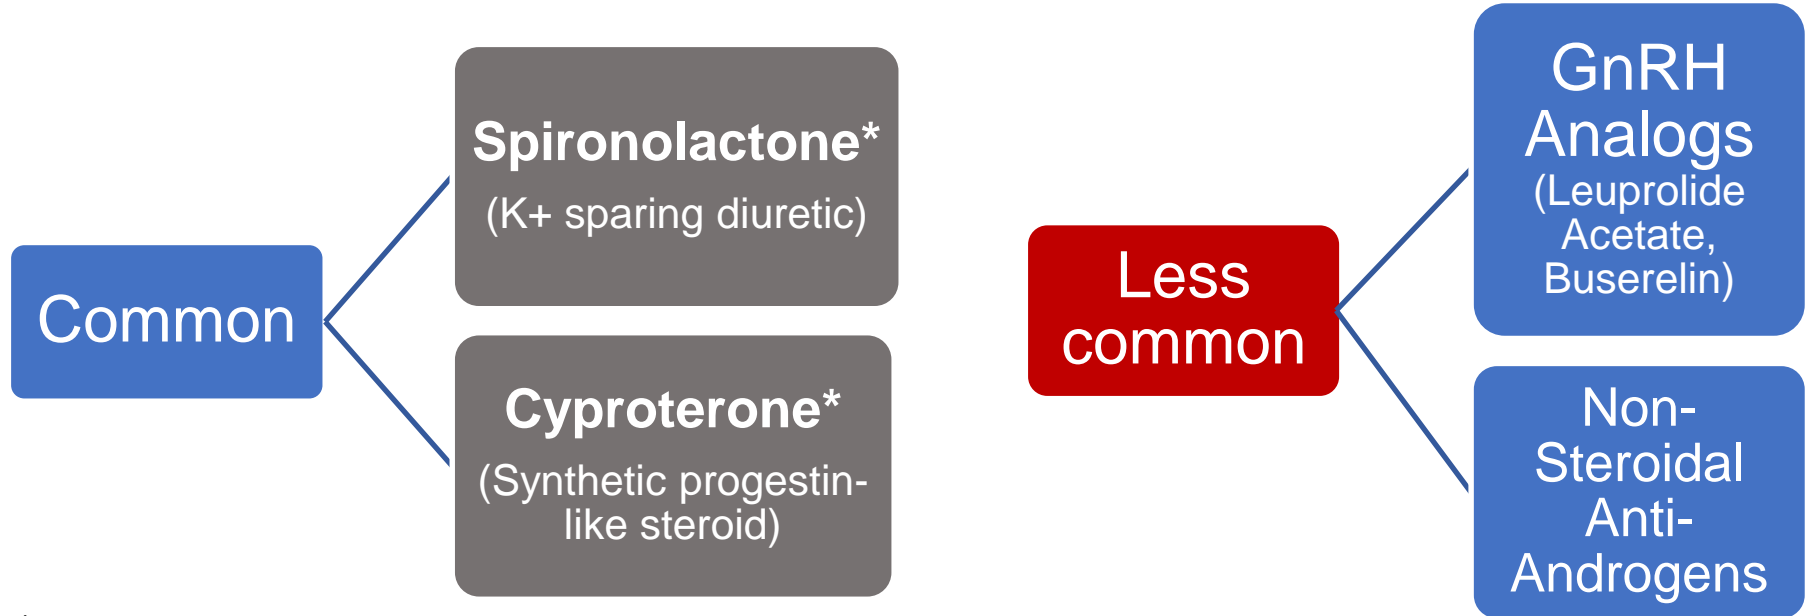 Common
Spironolactone*
(K+ sparing diuretic)
Cyproterone*
(Synthetic progestin-
like steroid)
Less
common
GnRH
Analogs
(Leuprolide
Acetate,
Buserelin)
Non-
Steroidal
Anti-
Androgens